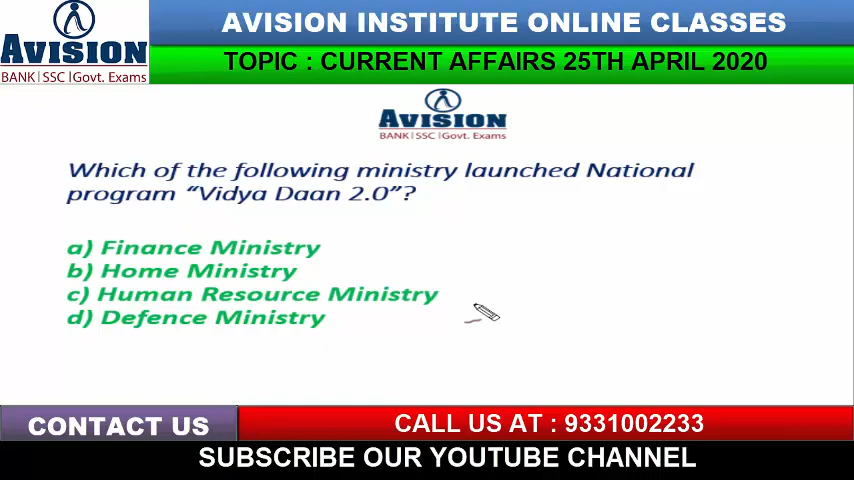 AVISION INSTITUTE ONLINE CLASSES
AVISION
BANK|SSC|Govt. Exams
TOPIC : CURRENT AFFAIRS 25TH APRIL 2020
AVISION
BANK|SSC|Govt. Exams
Which of the following ministry launched National
program “Vidya Daan 2.0”?
a) Finance Ministry
b) Home Ministry
c) Human Resource Ministry
d) Defence Ministry
CONTACT US
CALL US AT : 9331002233
SUBSCRIBE OUR YOUTUBE CHANNEL